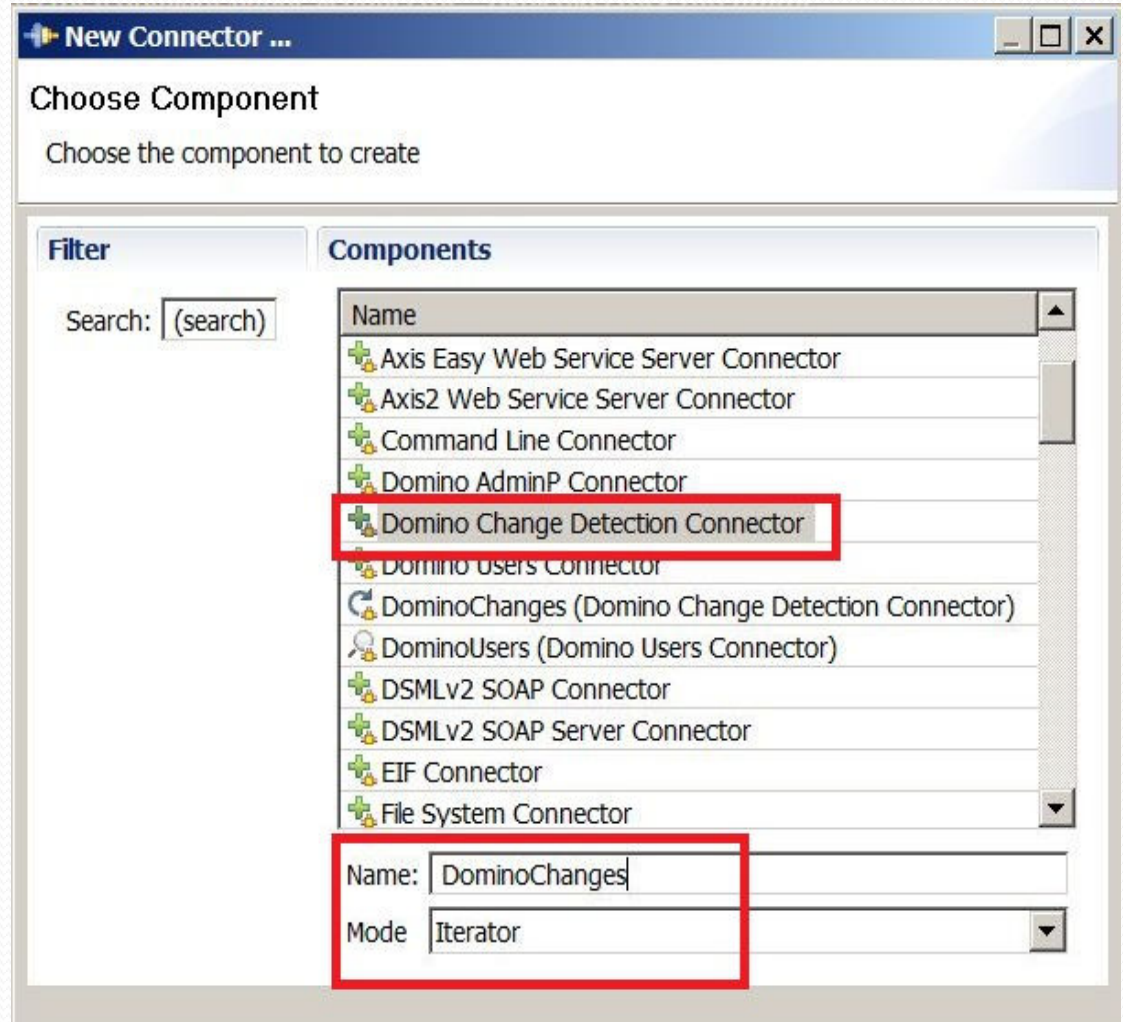 New Connector ...
Choose Component
Choose the component to create
Filter
Components
Search: (search)
Name
Axis Easy Web Service Server Connector
Axis2 Web Service Server Connector
Command Line Connector
Domino AdminP Connector
Domino Change Detection Connector
Domino Users Connector
DominoChanges (Domino Change Detection Connector)
DominoUsers (Domino Users Connector)
DSMLv2 SOAP Connector
DSMLv2 SOAP Server Connector
EIF Connector
File System Connector
Name: DominoChanges
Mode Iterator